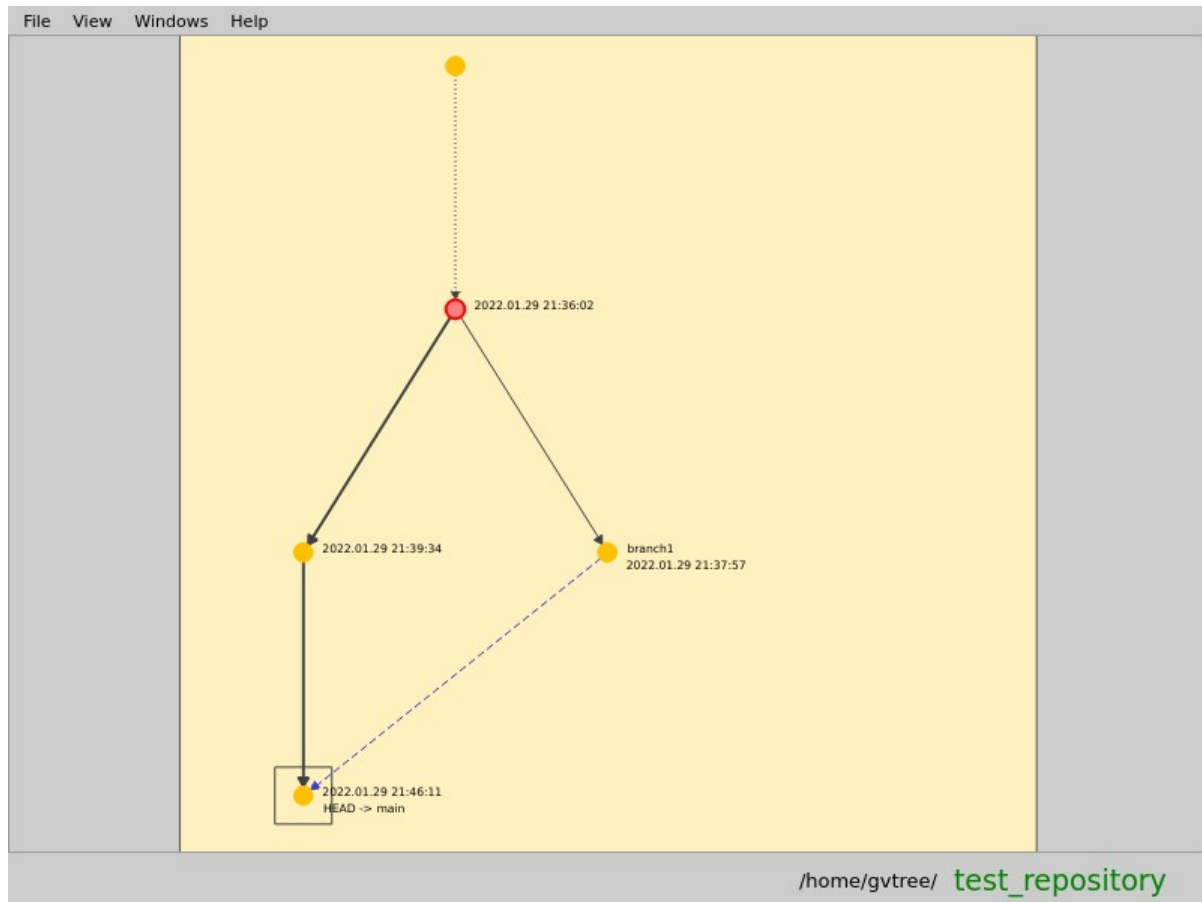 File View Windows Help
2022.01.29 21:36:02
2022.01.29 21:39:34
branch1
2022.01.29 21:37:57
2022.01.29 21:46:11
HEAD -> main
/home/gvtree/ test_repository